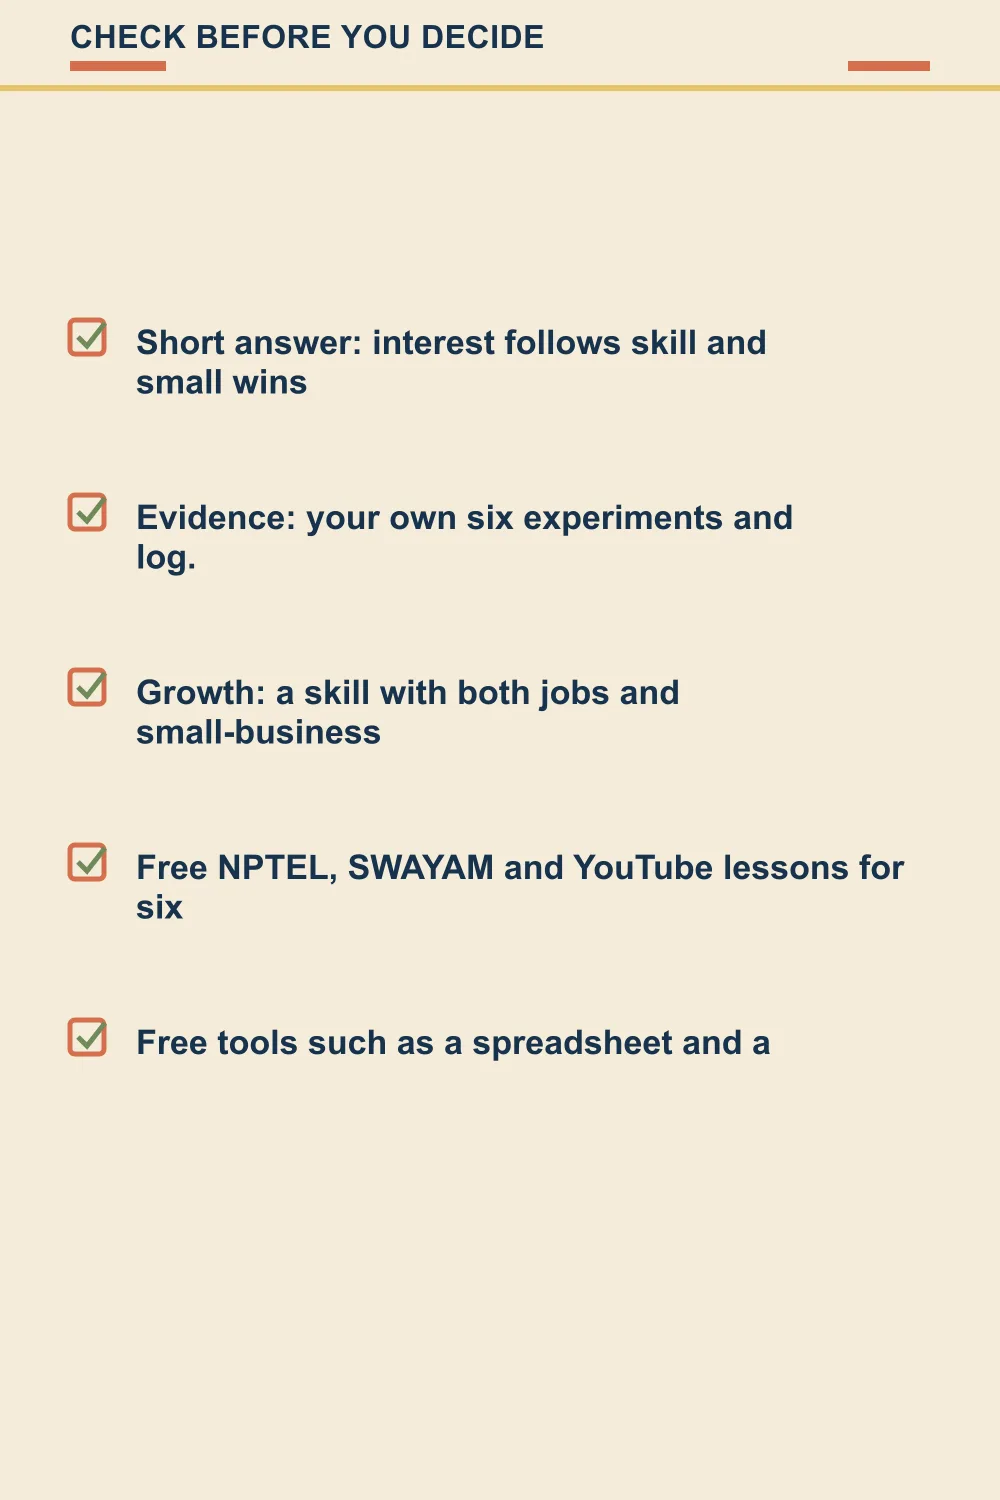 CHECK BEFORE YOU DECIDE
Short answer: interest follows skill and
small wins
Evidence: your own six experiments and
log.
Growth: a skill with both jobs and
small-business
Free NPTEL, SWAYAM and YouTube lessons for
six
Free tools such as a spreadsheet and a